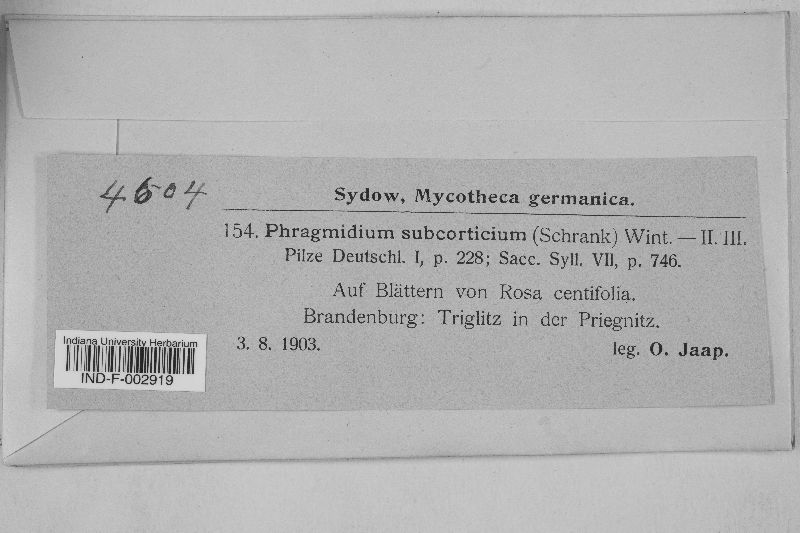 4604
Sydow, Mycotheca germanica.
154. Phragmidium subcorticium (Schrank) Wint. — II. III.
Pilze Deutschl. I, p. 228; Sacc. Syll. VII, p. 746.
Auf Blättern von Rosa centifolia.
Brandenburg: Triglitz in der Priegnitz.
3. 8. 1903. leg. O. Jaap.
Indiana University Herbarium
IND-F-002919